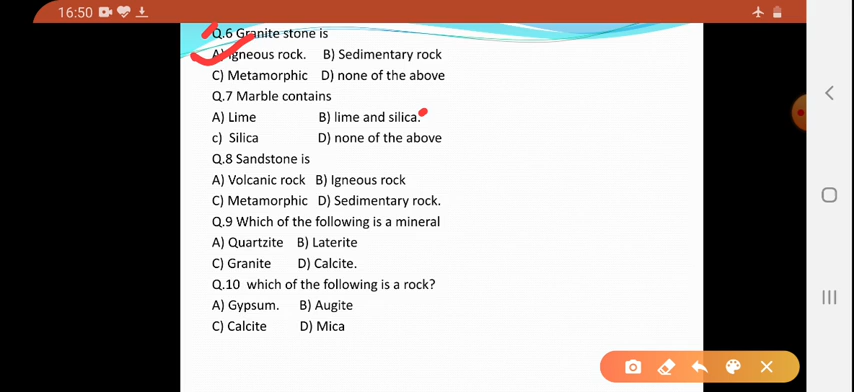 16:50
Q.6 Granite stone is
A) Igneous rock. B) Sedimentary rock
C) Metamorphic D) none of the above
Q.7 Marble contains
A) Lime B) lime and silica.
c) Silica D) none of the above
Q.8 Sandstone is
A) Volcanic rock B) Igneous rock
C) Metamorphic D) Sedimentary rock.
Q.9 Which of the following is a mineral
A) Quartzite B) Laterite
C) Granite D) Calcite.
Q.10 which of the following is a rock?
A) Gypsum. B) Augite
C) Calcite D) Mica